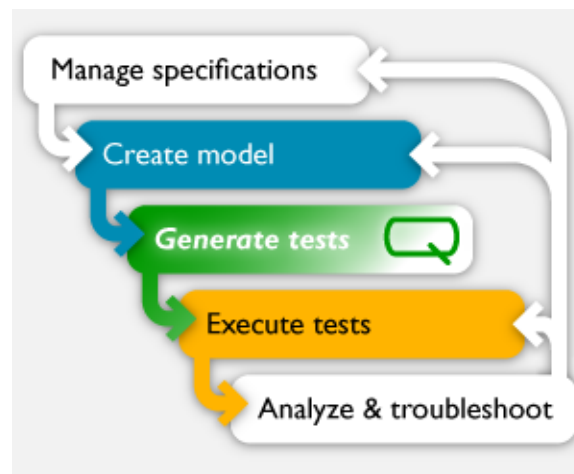 Manage specifications
Create model
Generate tests
Execute tests
Analyze & troubleshoot